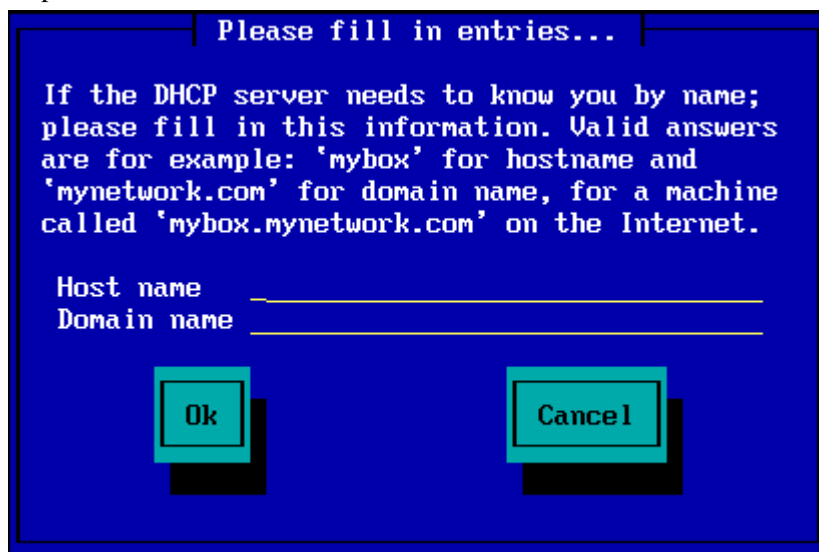 Please fill in entries...
If the DHCP server needs to know you by name;
please fill in this information. Valid answers
are for example: ‘mybox’ for hostname and
‘mynetwork.com’ for domain name, for a machine
called ‘mybox.mynetwork.com’ on the Internet.
Host name
Domain name
Ok
Cancel